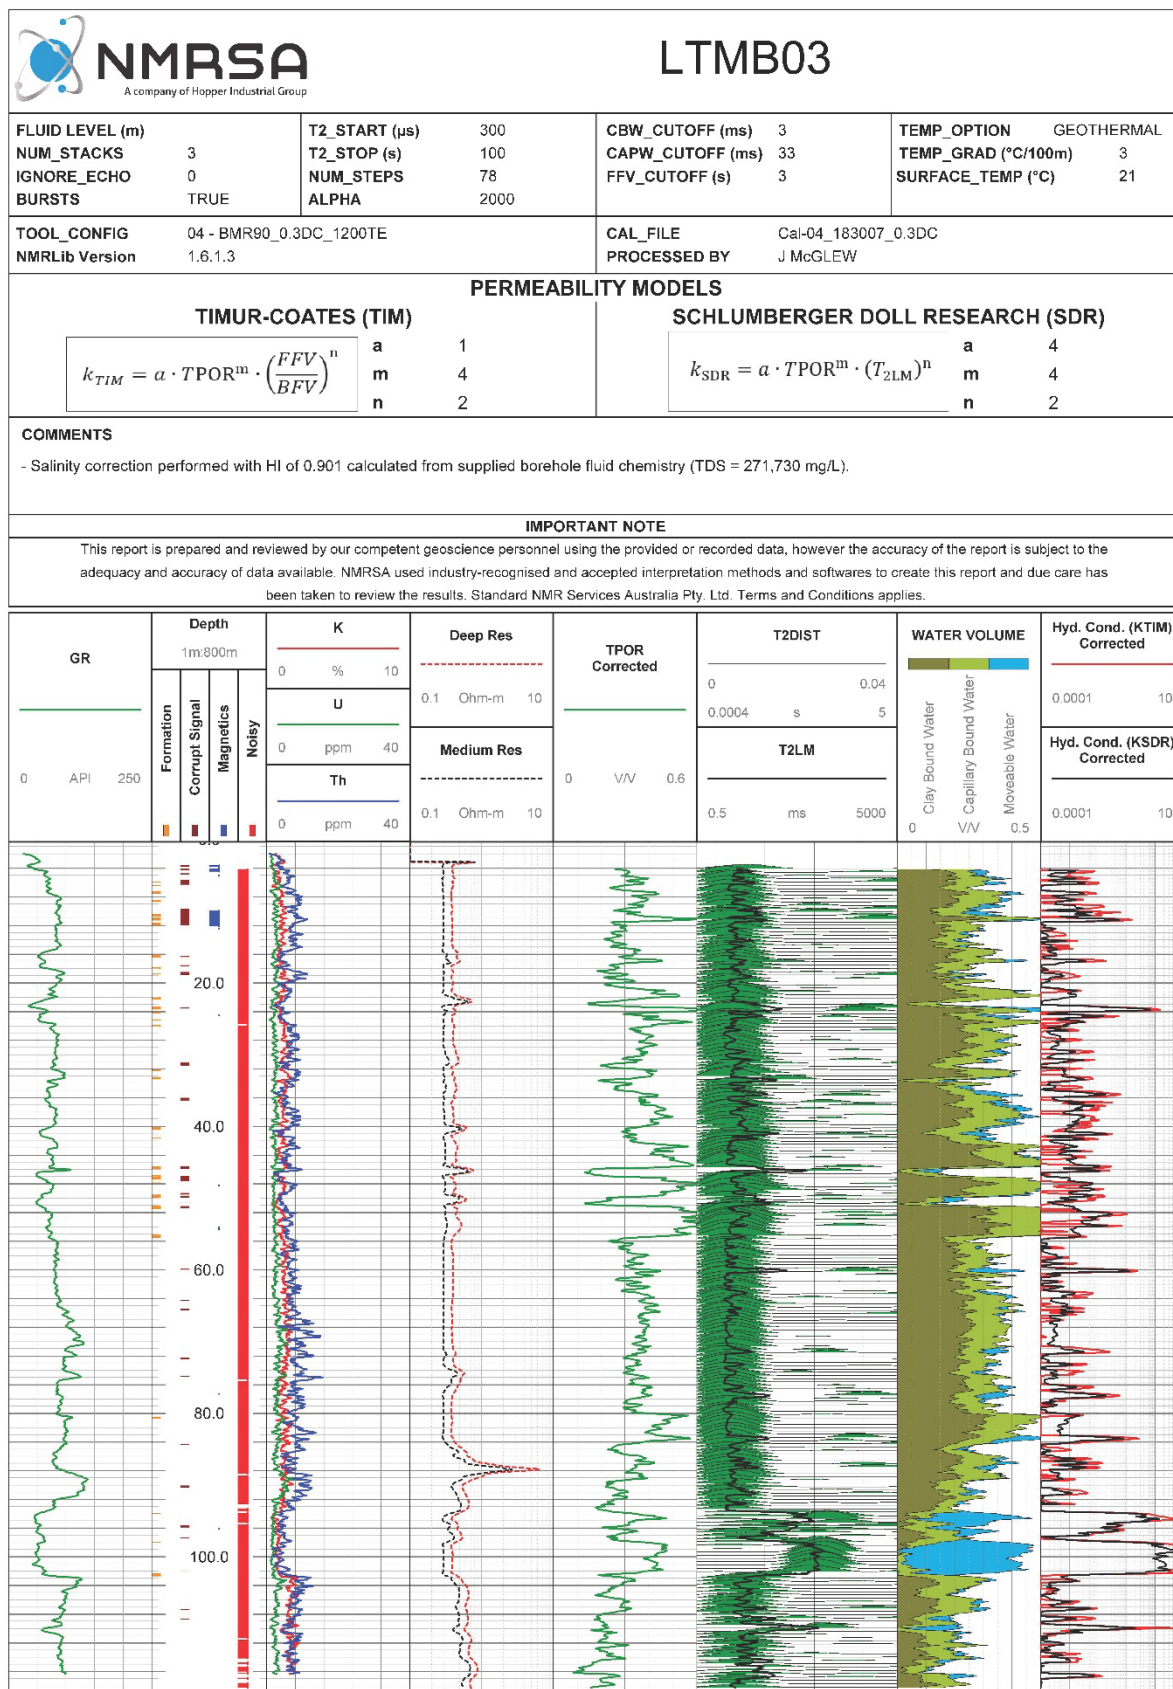 NMRSA
A company of Hopper Industrial Group
LTMB03
FLUID LEVEL (m)
NUM_STACKS 3
IGNORE_ECHO 0
BURSTS TRUE
T2_START (µs) 300
T2_STOP (s) 100
NUM_STEPS 78
ALPHA 2000
CBW_CUTOFF (ms) 3
CAPW_CUTOFF (ms) 33
FFV_CUTOFF (s) 3
TEMP_OPTION GEOTHERMAL
TEMP_GRAD (°C/100m) 3
SURFACE_TEMP (°C) 21
TOOL_CONFIG 04 - BMR90_0.3DC_1200TE
NMRLib Version 1.6.1.3
CAL_FILE Cal-04_183007_0.3DC
PROCESSED BY J McGLEW
PERMEABILITY MODELS
TIMUR-COATES (TIM)
k_TIM = a · TPOR^m · (FFV/BFV)^n
a 1
m 4
n 2
SCHLUMBERGER DOLL RESEARCH (SDR)
k_SDR = a · TPOR^m · (T_2LM)^n
a 4
m 4
n 2
COMMENTS
- Salinity correction performed with HI of 0.901 calculated from supplied borehole fluid chemistry (TDS = 271,730 mg/L).
IMPORTANT NOTE
This report is prepared and reviewed by our competent geoscience personnel using the provided or recorded data, however the accuracy of the report is subject to the
adequacy and accuracy of data available. NMRSA used industry-recognised and accepted interpretation methods and softwares to create this report and due care has
been taken to review the results. Standard NMR Services Australia Pty. Ltd. Terms and Conditions applies.
GR
0 API 250
Depth
1m:800m
Formation
Corrupt Signal
Magnetics
Noisy
K
0 % 10
U
0 ppm 40
Th
0 ppm 40
Deep Res
0.1 Ohm-m 10
Medium Res
0.1 Ohm-m 10
TPOR
Corrected
0 V/V 0.6
T2DIST
0 0.04
0.0004 s 5
T2LM
0.5 ms 5000
WATER VOLUME
Clay Bound Water
Capillary Bound Water
Moveable Water
0 V/V 0.5
Hyd. Cond. (KTIM)
Corrected
0.0001 10
Hyd. Cond. (KSDR)
Corrected
0.0001 10
20.0
40.0
60.0
80.0
100.0